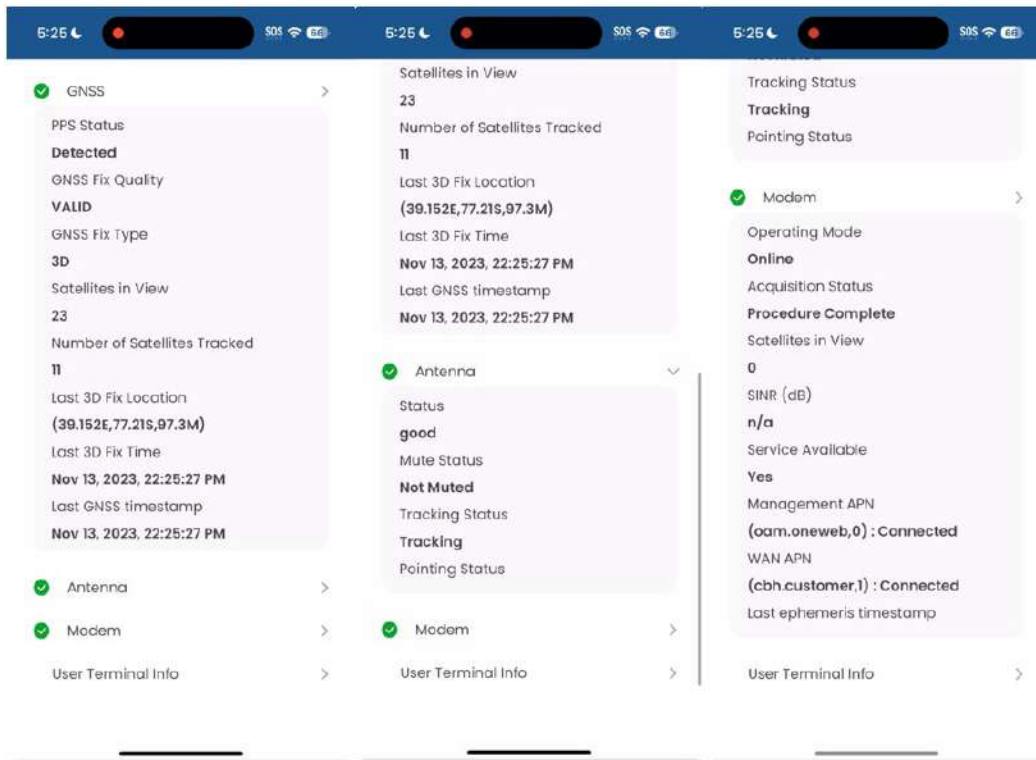 5:25
SOS
66
GNSS
PPS Status
Detected
GNSS Fix Quality
VALID
GNSS Fix Type
3D
Satellites in View
23
Number of Satellites Tracked
11
Last 3D Fix Location
(39.152E,77.21S,97.3M)
Last 3D Fix Time
Nov 13, 2023, 22:25:27 PM
Last GNSS timestamp
Nov 13, 2023, 22:25:27 PM
Antenna
Modem
User Terminal Info
5:25
SOS
66
Satellites in View
23
Number of Satellites Tracked
11
Last 3D Fix Location
(39.152E,77.21S,97.3M)
Last 3D Fix Time
Nov 13, 2023, 22:25:27 PM
Last GNSS timestamp
Nov 13, 2023, 22:25:27 PM
Antenna
Status
good
Mute Status
Not Muted
Tracking Status
Tracking
Pointing Status
Modem
User Terminal Info
5:25
SOS
66
Tracking Status
Tracking
Pointing Status
Modem
Operating Mode
Online
Acquisition Status
Procedure Complete
Satellites in View
0
SINR (dB)
n/a
Service Available
Yes
Management APN
(oam.oneweb,0) : Connected
WAN APN
(cbh.customer,1) : Connected
Last ephemeris timestamp
User Terminal Info